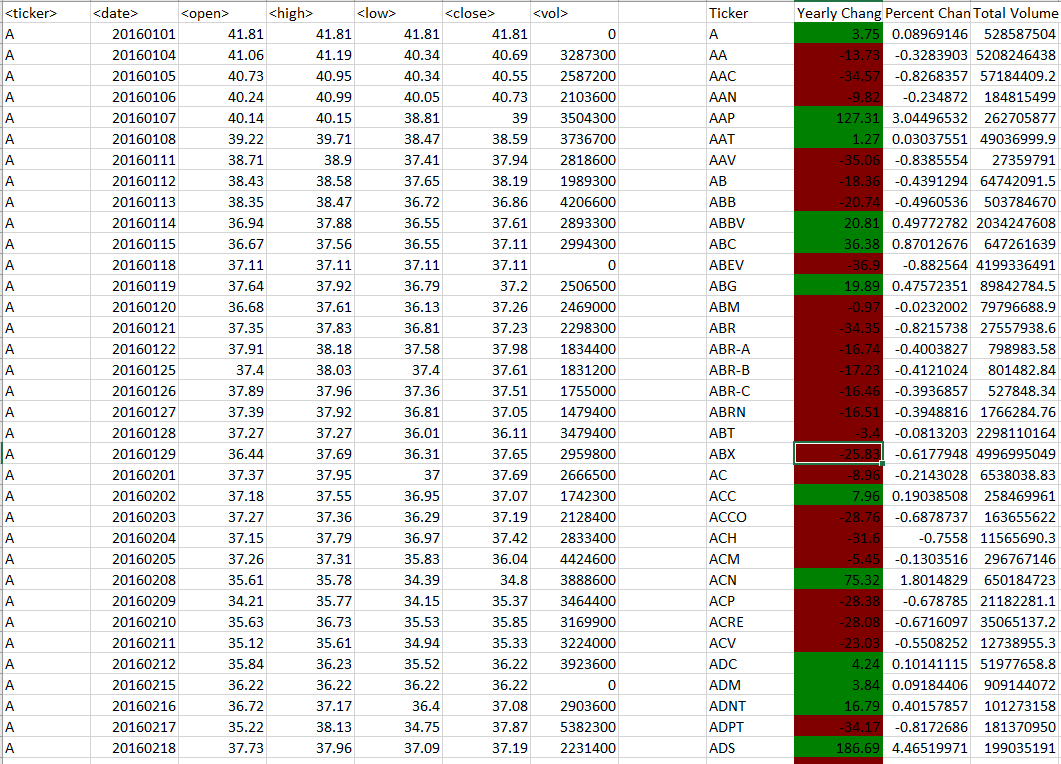 <ticker> <date> <open> <high> <low> <close> <vol> Ticker Yearly Chang Percent Chan Total Volume
A 20160101 41.81 41.81 41.81 41.81 0 A 3.75 0.08969146 528587504
A 20160104 41.06 41.19 40.34 40.69 3287300 AA -13.73 -0.3283903 5208246438
A 20160105 40.73 40.95 40.34 40.55 2587200 AAC -34.57 -0.8268357 57184409.2
A 20160106 40.24 40.99 40.05 40.73 2103600 AAN -9.82 -0.234872 184815499
A 20160107 40.14 40.15 38.81 39 3504300 AAP 127.31 3.04496532 262705877
A 20160108 39.22 39.71 38.47 38.59 3736700 AAT 1.27 0.03037551 49036999.9
A 20160111 38.71 38.9 37.41 37.94 2818600 AAV -35.06 -0.8385554 27359791
A 20160112 38.43 38.58 37.65 38.19 1989300 AB -18.36 -0.4391294 64742091.5
A 20160113 38.35 38.47 36.72 36.86 4206600 ABB -20.74 -0.4960536 503784670
A 20160114 36.94 37.88 36.55 37.61 2893300 ABBV 20.81 0.49772782 2034247608
A 20160115 36.67 37.56 36.55 37.11 2994300 ABC 36.38 0.87012676 647261639
A 20160118 37.11 37.11 37.11 37.11 0 ABEV -36.9 -0.882564 4199336491
A 20160119 37.64 37.92 36.79 37.2 2506500 ABG 19.89 0.47572351 89842784.5
A 20160120 36.68 37.61 36.13 37.26 2469000 ABM -0.97 -0.0232002 79796688.9
A 20160121 37.35 37.83 36.81 37.23 2298300 ABR -34.35 -0.8215738 27557938.6
A 20160122 37.91 38.18 37.58 37.98 1834400 ABR-A -16.74 -0.4003827 798983.58
A 20160125 37.4 38.03 37.4 37.61 1831200 ABR-B -17.23 -0.4121024 801482.84
A 20160126 37.89 37.96 37.36 37.51 1755000 ABR-C -16.46 -0.3936857 527848.34
A 20160127 37.39 37.92 36.81 37.05 1479400 ABRN -16.51 -0.3948816 1766284.76
A 20160128 37.27 37.27 36.01 36.11 3479400 ABT -3.4 -0.0813203 2298110164
A 20160129 36.44 37.69 36.31 37.65 2959800 ABX -25.83 -0.6177948 4996995049
A 20160201 37.37 37.95 37 37.69 2666500 AC -8.96 -0.2143028 6538038.83
A 20160202 37.18 37.55 36.95 37.07 1742300 ACC 7.96 0.19038508 258469961
A 20160203 37.27 37.36 36.29 37.19 2128400 ACCO -28.76 -0.6878737 163655622
A 20160204 37.15 37.79 36.97 37.42 2833400 ACH -31.6 -0.7558 11565690.3
A 20160205 37.26 37.31 35.83 36.04 4424600 ACM -5.45 -0.1303516 296767146
A 20160208 35.61 35.78 34.39 34.8 3888600 ACN 75.32 1.8014829 650184723
A 20160209 34.21 35.77 34.15 35.37 3464400 ACP -28.38 -0.678785 21182281.1
A 20160210 35.63 36.73 35.53 35.85 3169900 ACRE -28.08 -0.6716097 35065137.2
A 20160211 35.12 35.61 34.94 35.33 3224000 ACV -23.03 -0.5508252 12738955.3
A 20160212 35.84 36.23 35.52 36.22 3923600 ADC 4.24 0.10141115 51977658.8
A 20160215 36.22 36.22 36.22 36.22 0 ADM 3.84 0.09184406 909144072
A 20160216 36.72 37.17 36.4 37.08 2903600 ADNT 16.79 0.40157857 101273158
A 20160217 35.22 38.13 34.75 37.87 5382300 ADPT -34.17 -0.8172686 181370950
A 20160218 37.73 37.96 37.09 37.19 2231400 ADS 186.69 4.46519971 199035191